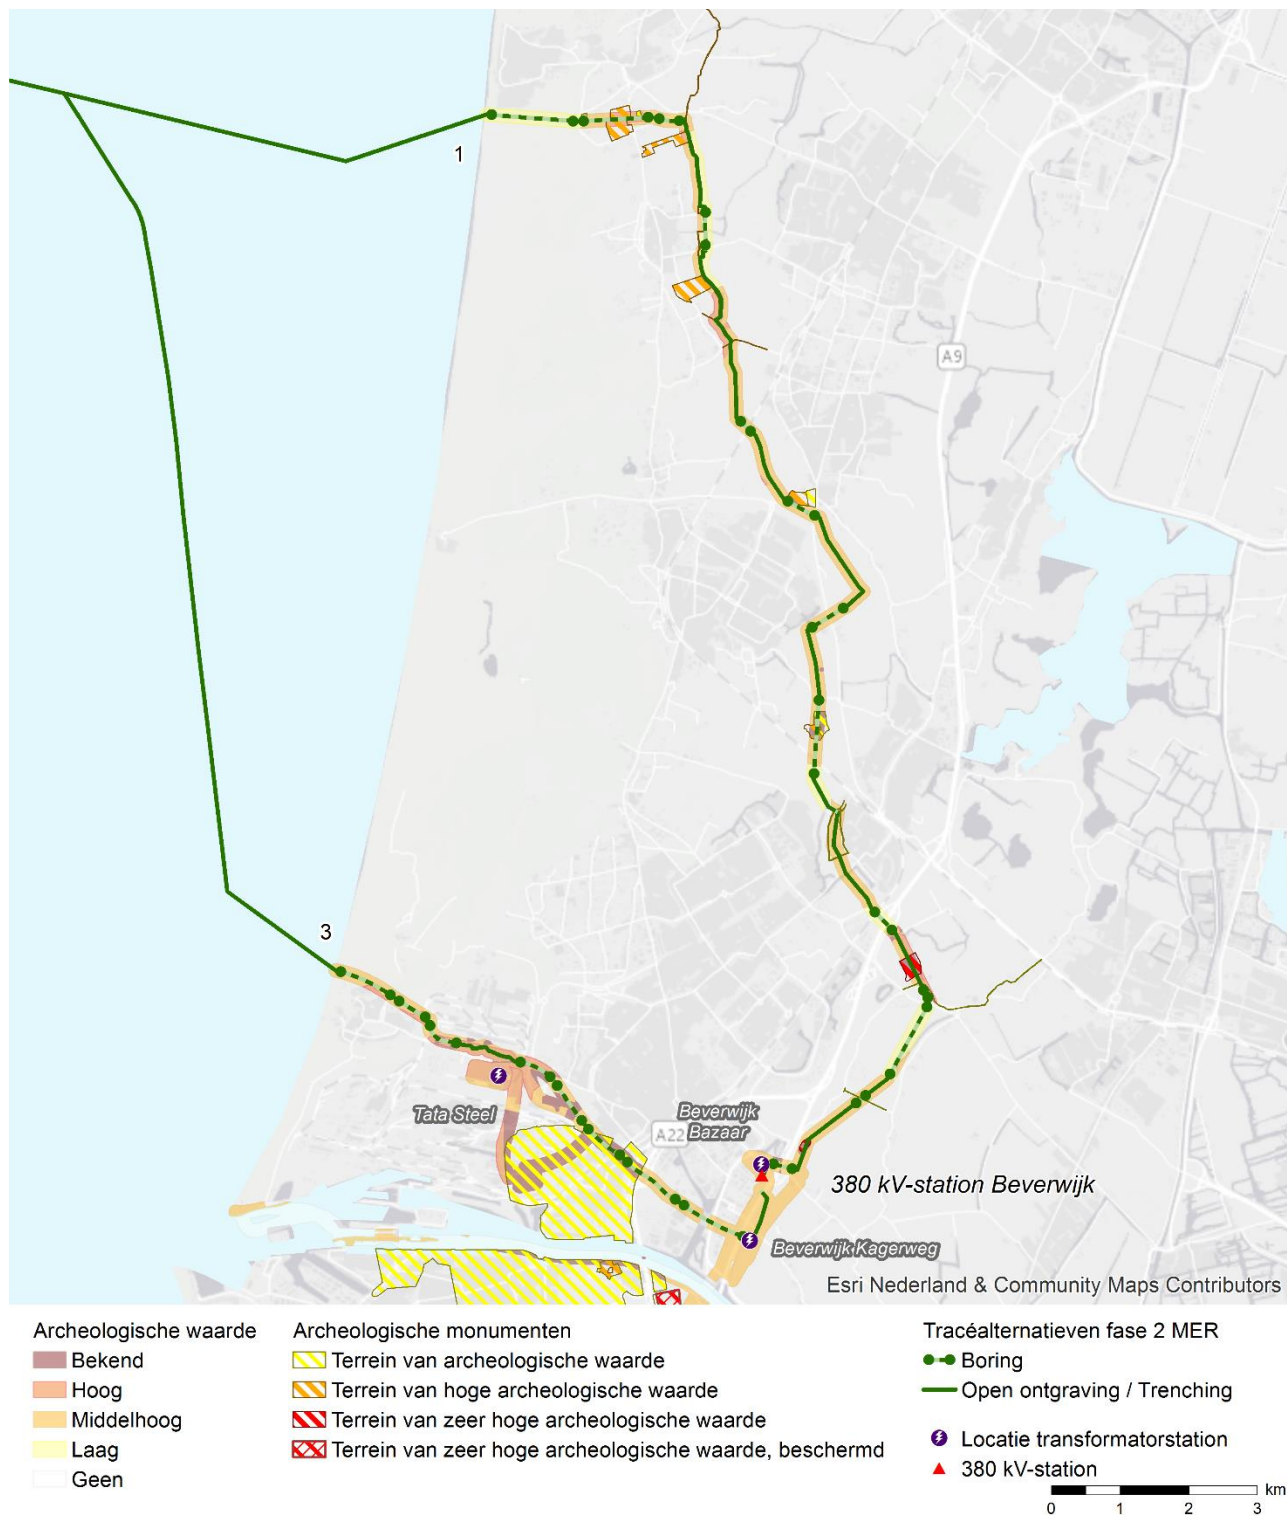 1
A9
3
Tata Steel
Beverwijk
Bazaar
A22
380 kV-station Beverwijk
Beverwijk Kagerweg
Esri Nederland & Community Maps Contributors
Archeologische waarde
Bekend
Hoog
Middelhoog
Laag
Geen
Archeologische monumenten
Terrein van archeologische waarde
Terrein van hoge archeologische waarde
Terrein van zeer hoge archeologische waarde
Terrein van zeer hoge archeologische waarde, beschermd
Tracéalternatieven fase 2 MER
Boring
Open ontgraving / Trenching
Locatie transformatorstation
380 kV-station
km
0 1 2 3